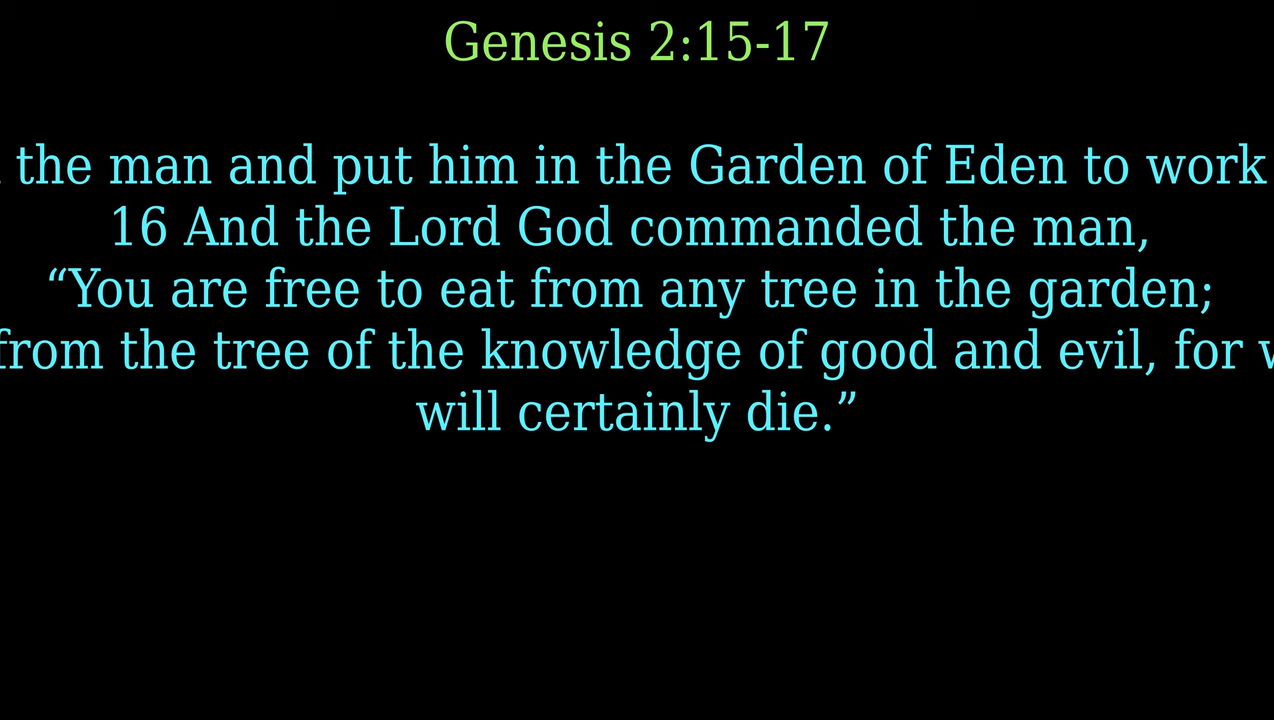 Genesis 2:15-17
the man and put him in the Garden of Eden to work
16 And the Lord God commanded the man,
“You are free to eat from any tree in the garden;
from the tree of the knowledge of good and evil, for
will certainly die.”